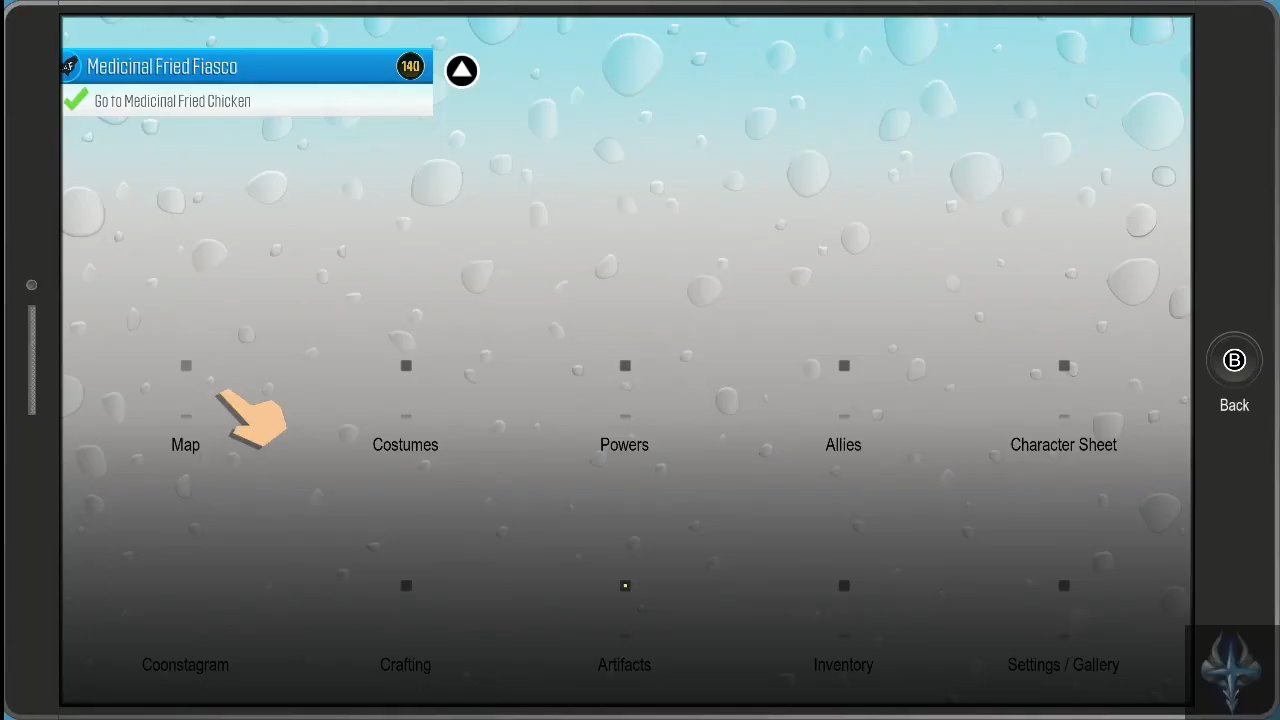 Medicinal Fried Fiasco 140
Go to Medicinal Fried Chicken
B
Back
Map Costumes Powers Allies Character Sheet
Coonstagram Crafting Artifacts Inventory Settings / Gallery